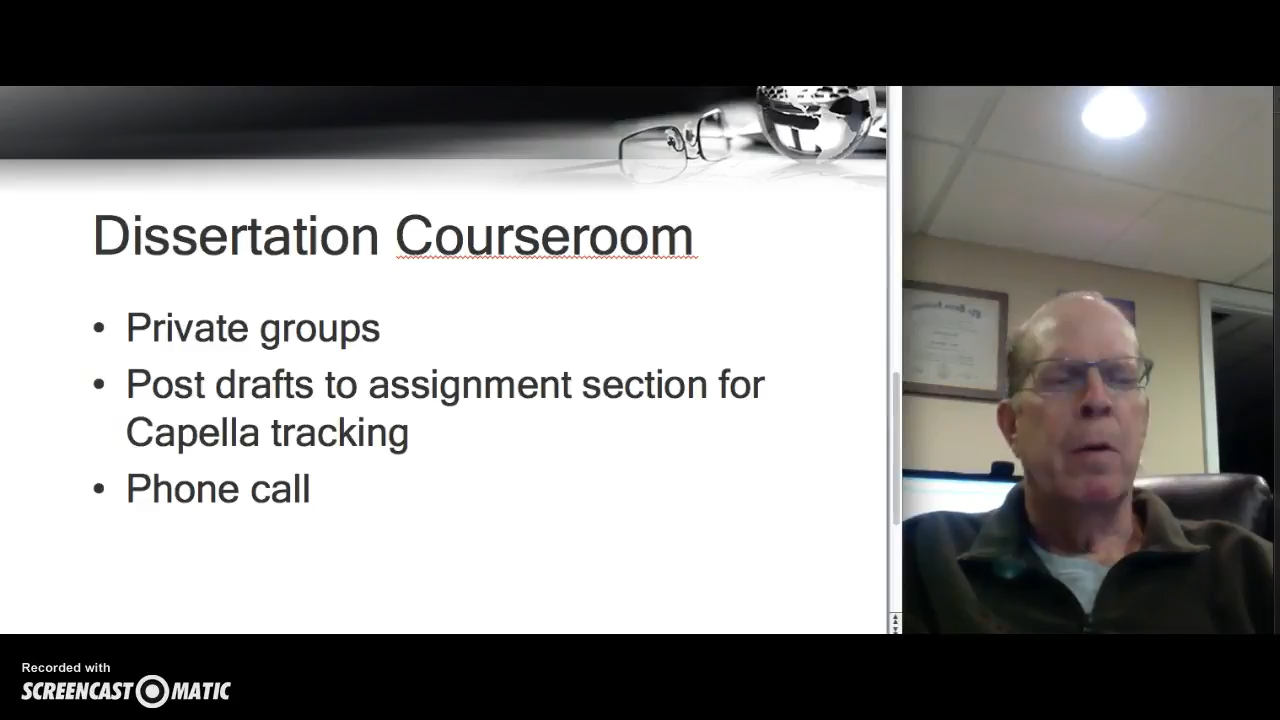 Dissertation Courseroom
• Private groups
• Post drafts to assignment section for
Capella tracking
• Phone call
Recorded with
SCREENCAST MATIC